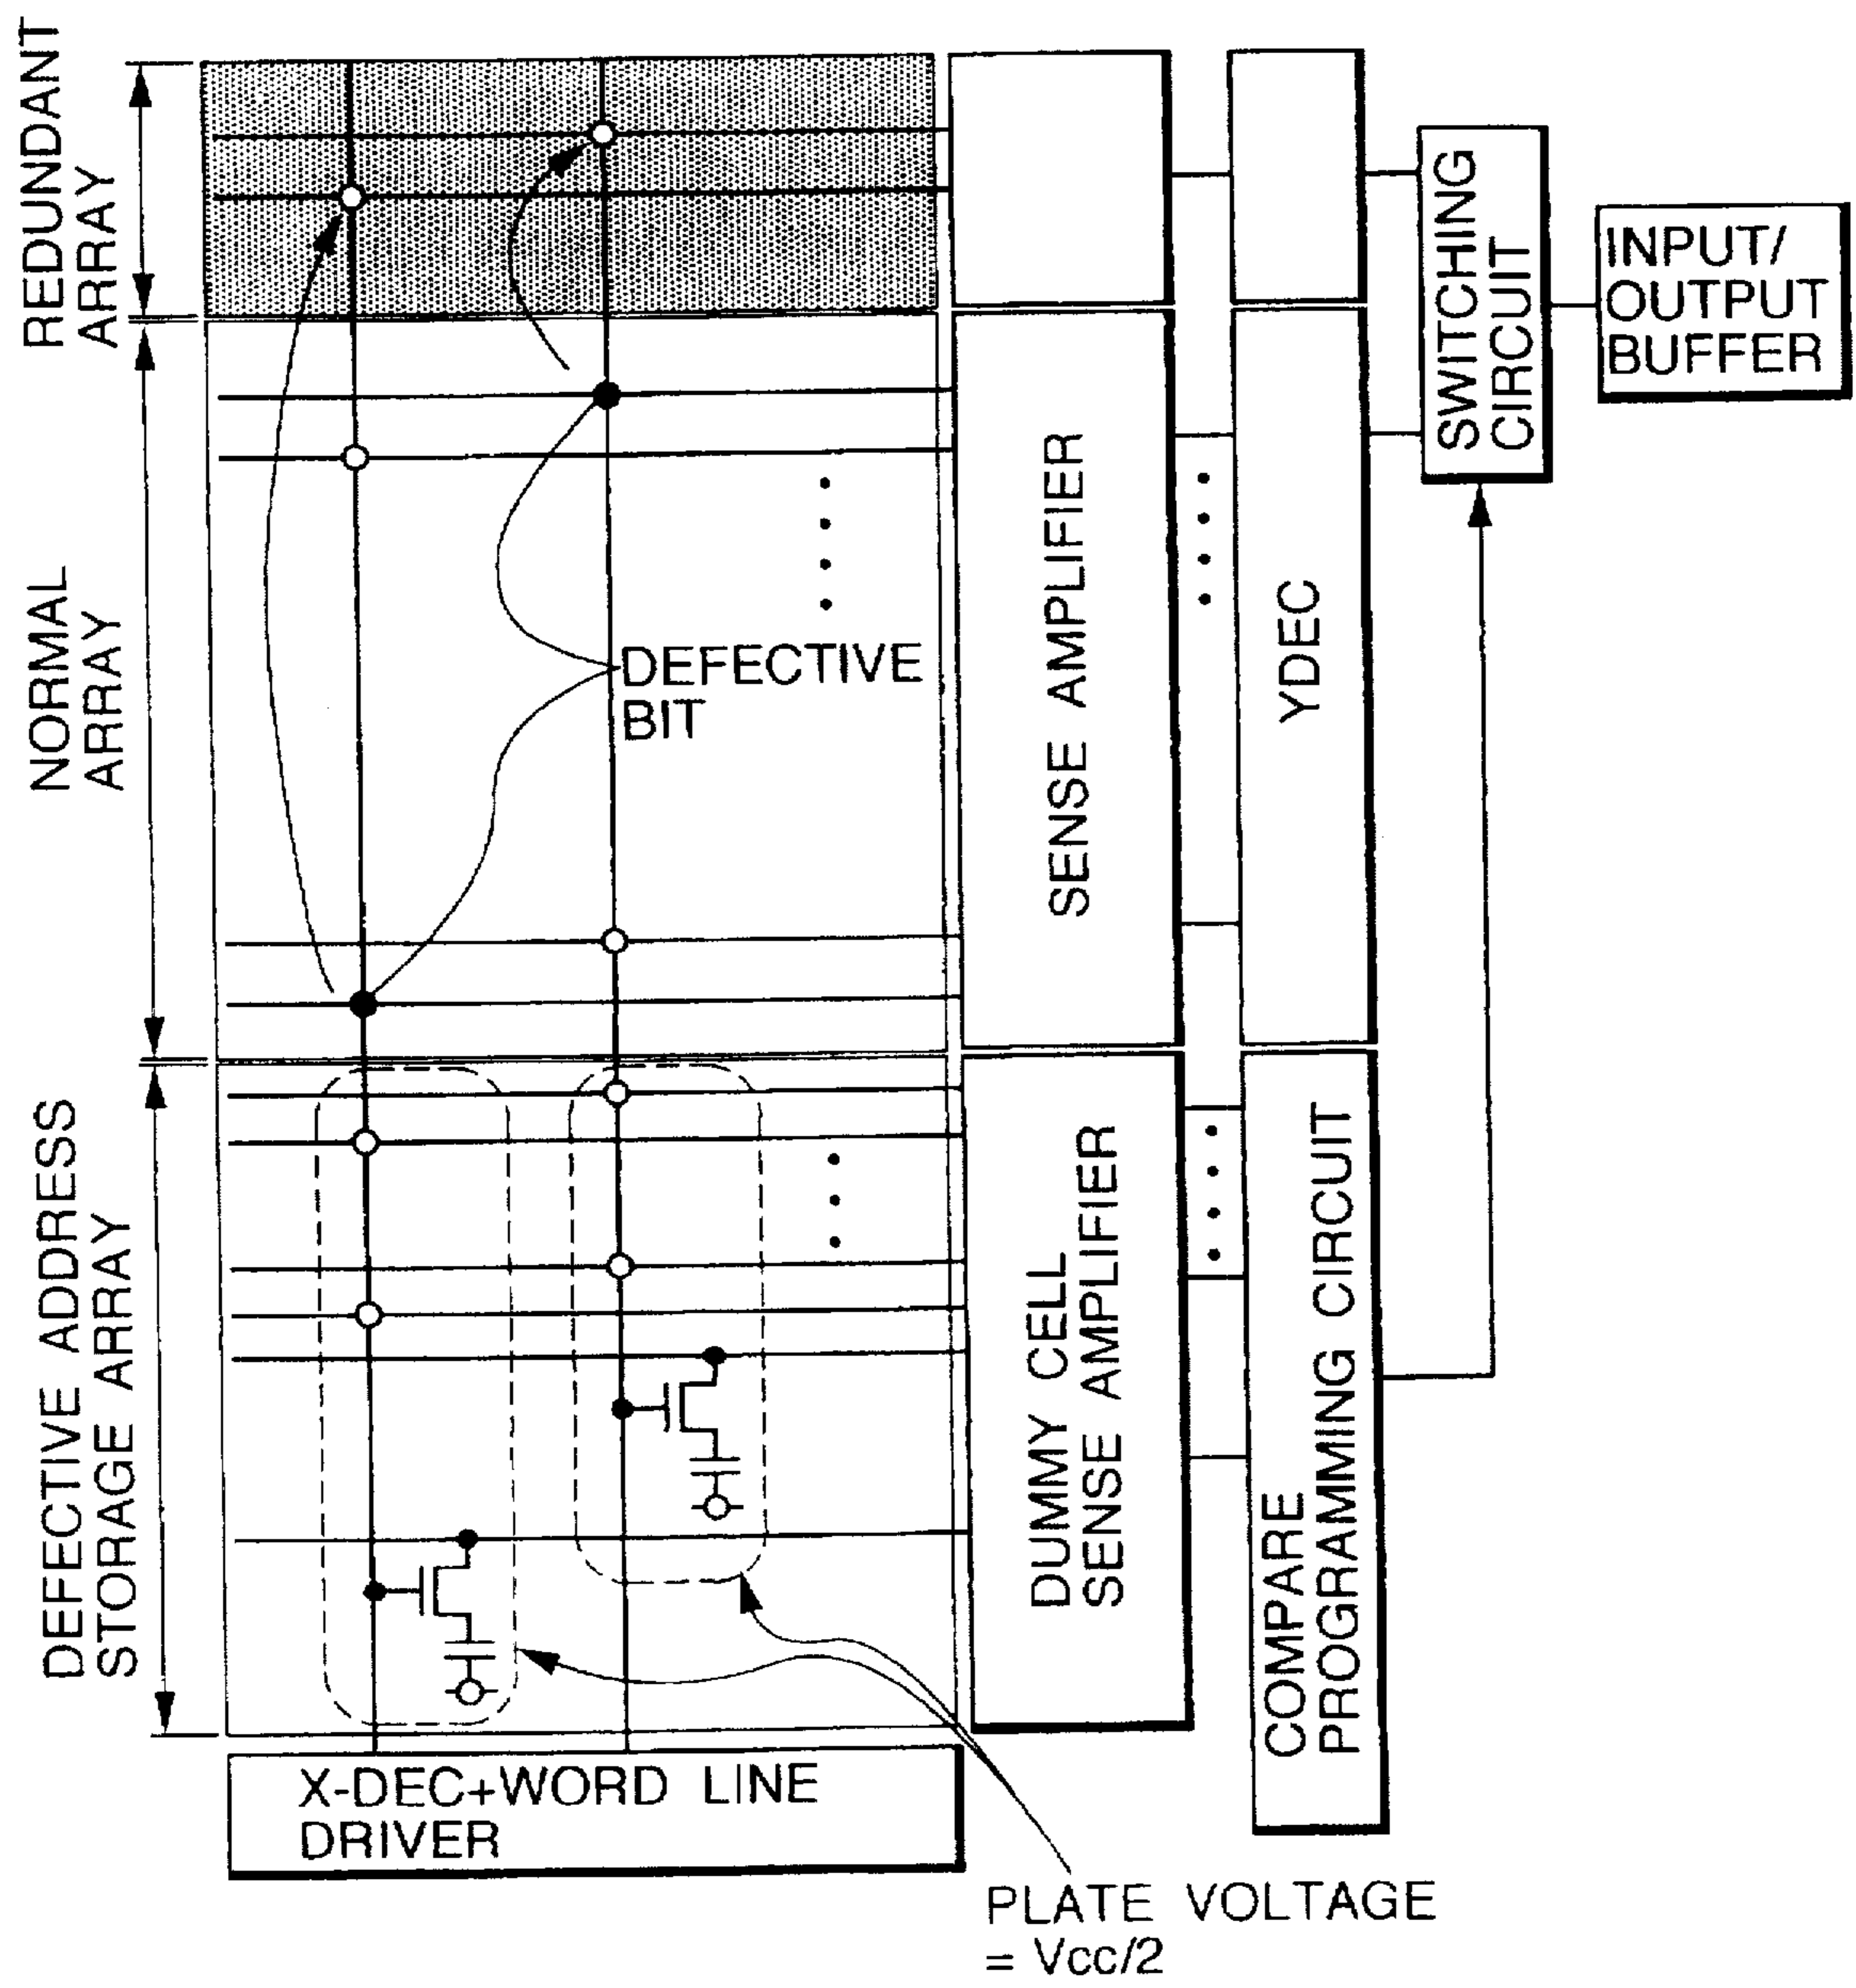 REDUNDANT
ARRAY
NORMAL
ARRAY
DEFECTIVE ADDRESS
STORAGE ARRAY
DEFECTIVE
BIT
SENSE AMPLIFIER
YDEC
SWITCHING
CIRCUIT
INPUT/
OUTPUT
BUFFER
DUMMY CELL
SENSE AMPLIFIER
COMPARE
PROGRAMMING CIRCUIT
X-DEC+WORD LINE
DRIVER
PLATE VOLTAGE
= Vcc/2